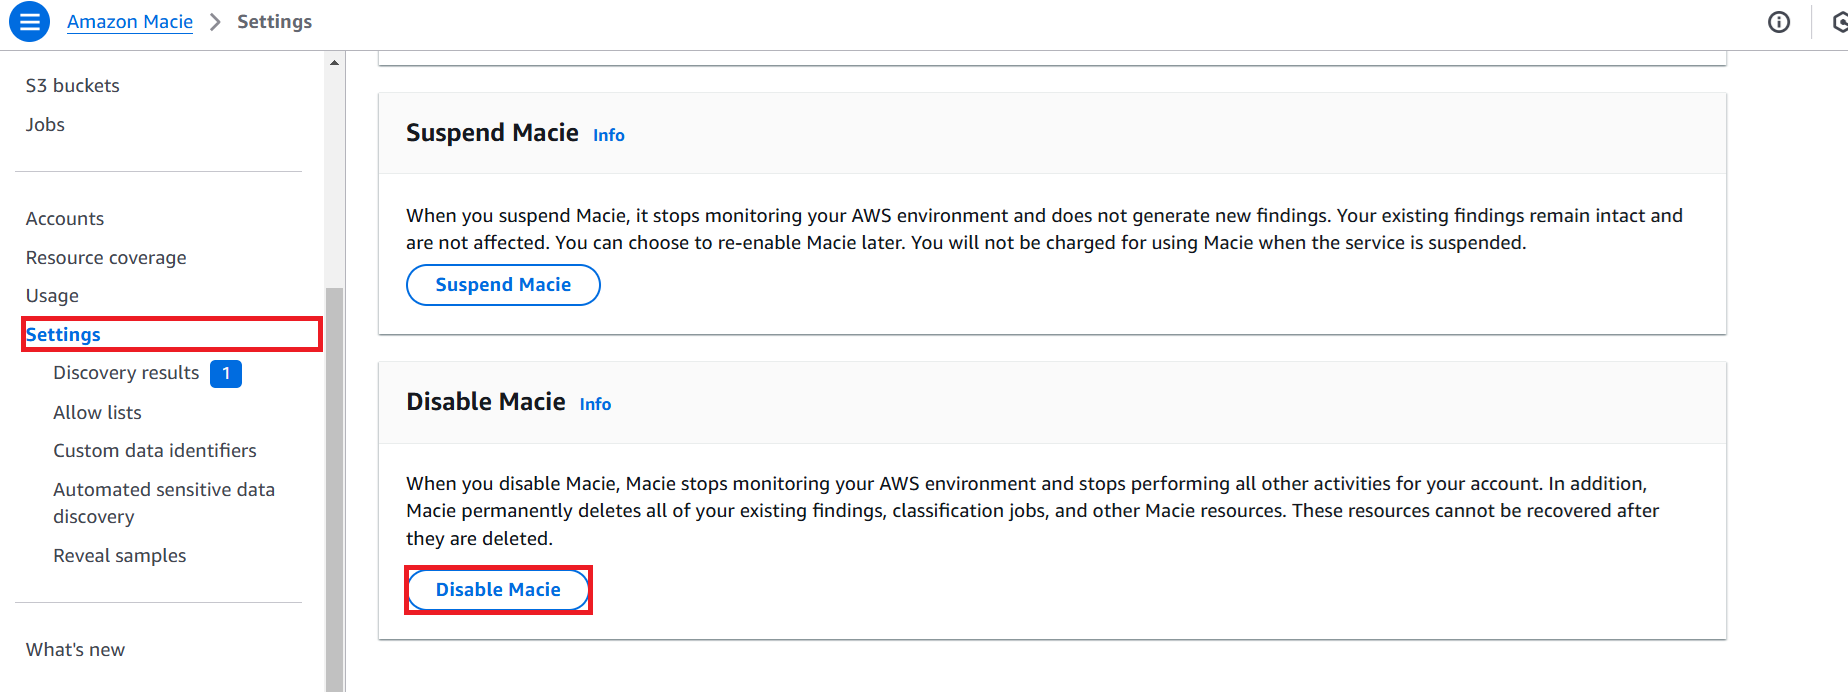 Amazon Macie > Settings
S3 buckets
Jobs
Accounts
Resource coverage
Usage
Settings
Discovery results 1
Allow lists
Custom data identifiers
Automated sensitive data
discovery
Reveal samples
What's new
Suspend Macie Info
When you suspend Macie, it stops monitoring your AWS environment and does not generate new findings. Your existing findings remain intact and
are not affected. You can choose to re-enable Macie later. You will not be charged for using Macie when the service is suspended.
Suspend Macie
Disable Macie Info
When you disable Macie, Macie stops monitoring your AWS environment and stops performing all other activities for your account. In addition,
Macie permanently deletes all of your existing findings, classification jobs, and other Macie resources. These resources cannot be recovered after
they are deleted.
Disable Macie